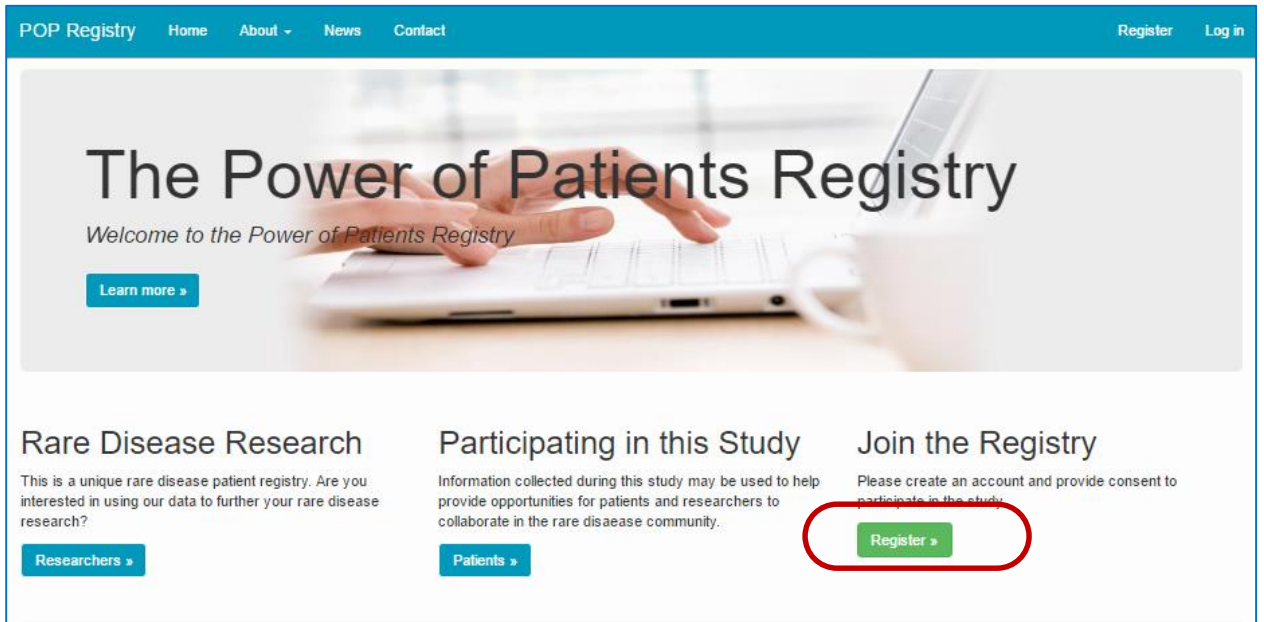 POP Registry Home About News Contact Register Log in
The Power of Patients Registry
Welcome to the Power of Patients Registry
Learn more »
Rare Disease Research
This is a unique rare disease patient registry. Are you
interested in using our data to further your rare disease
research?
Researchers »
Participating in this Study
Information collected during this study may be used to help
provide opportunities for patients and researchers to
collaborate in the rare disaease community.
Patients »
Join the Registry
Please create an account and provide consent to
participate in the study.
Register »